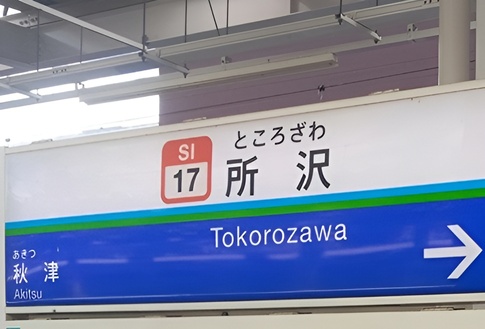 SI
17
ところざわ
所沢
Tokorozawa
あきつ
秋津
Akitsu
→